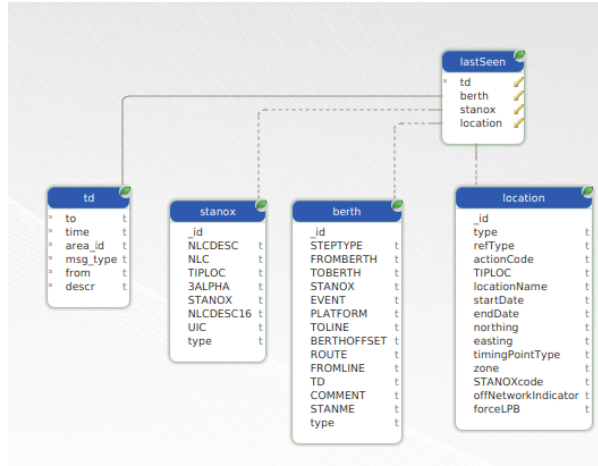 lastSeen
td
berth
stanox
location
td
to t
time t
area_id t
msg_type t
from t
descr t
stanox
_id
NLCDESC t
NLC t
TIPLOC t
3ALPHA t
STANOX t
NLCDESC16 t
UIC t
type t
berth
_id
STEPTYPE t
FROMBERTH t
TOBERTH t
STANOX t
EVENT t
PLATFORM t
TOLINE t
BERTHOFFSET t
ROUTE t
FROMLINE t
TD t
COMMENT t
STANME t
type t
location
_id
type t
refType t
actionCode t
TIPLOC t
locationName t
startDate t
endDate t
northing t
easting t
timingPointType t
zone t
STANOXcode t
offNetworkIndicator t
forceLPB t